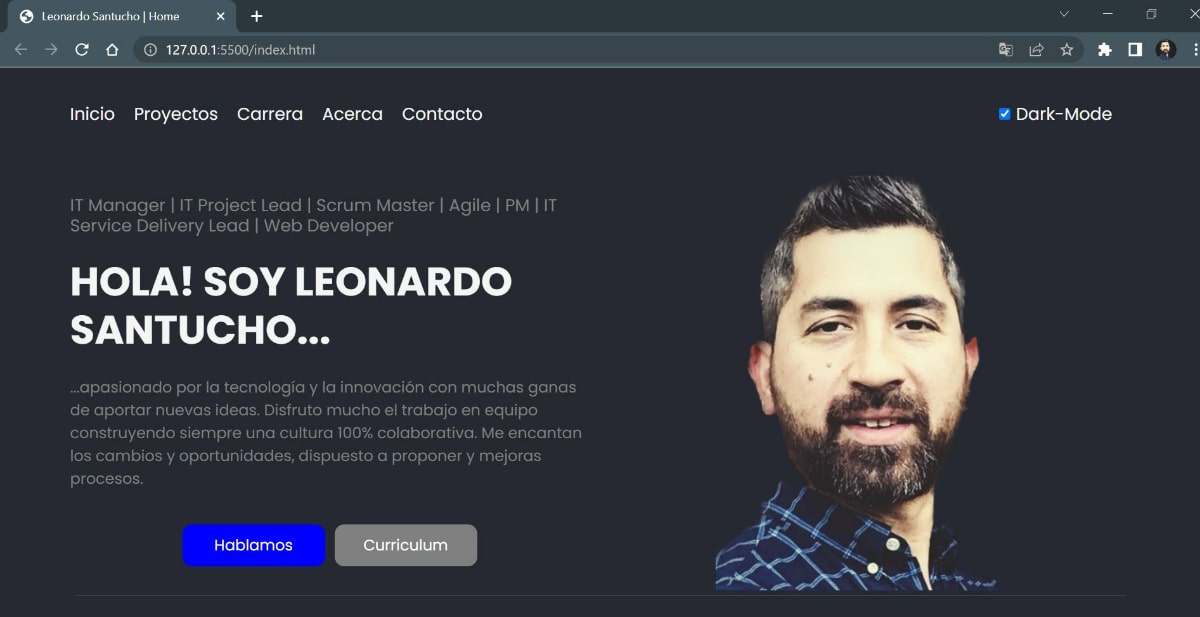 Leonardo Santucho | Home
127.0.0.1:5500/index.html
Inicio Proyectos Carrera Acerca Contacto Dark-Mode
IT Manager | IT Project Lead | Scrum Master | Agile | PM | IT
Service Delivery Lead | Web Developer
HOLA! SOY LEONARDO
SANTUCHO...
...apasionado por la tecnología y la innovación con muchas ganas
de aportar nuevas ideas. Disfruto mucho el trabajo en equipo
construyendo siempre una cultura 100% colaborativa. Me encantan
los cambios y oportunidades, dispuesto a proponer y mejoras
procesos.
Hablamos Curriculum